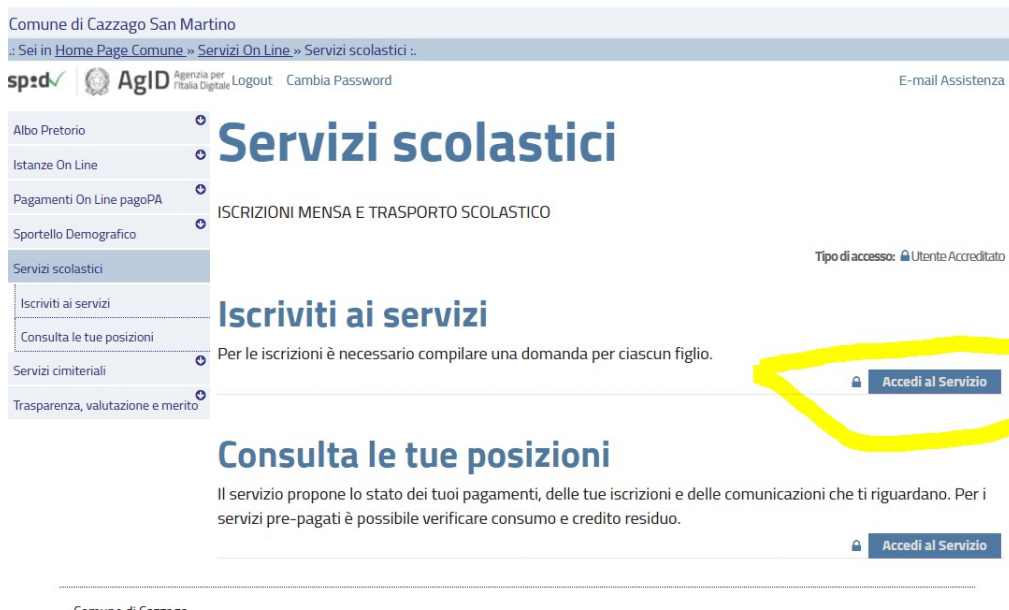 Comune di Cazzago San Martino
.: Sei in Home Page Comune » Servizi On Line » Servizi scolastici :.
sp:d AgID Agenzia per l'Italia Digitale Logout Cambia Password E-mail Assistenza
Albo Pretorio
Istanze On Line
Pagamenti On Line pagoPA
Sportello Demografico
Servizi scolastici
Iscriviti ai servizi
Consulta le tue posizioni
Servizi cimiteriali
Trasparenza, valutazione e merito
Servizi scolastici
ISCRIZIONI MENSA E TRASPORTO SCOLASTICO
Tipo di accesso: Utente Accreditato
Iscriviti ai servizi
Per le iscrizioni è necessario compilare una domanda per ciascun figlio.
Accedi al Servizio
Consulta le tue posizioni
Il servizio propone lo stato dei tuoi pagamenti, delle tue iscrizioni e delle comunicazioni che ti riguardano. Per i
servizi pre-pagati è possibile verificare consumo e credito residuo.
Accedi al Servizio
Comune di Cazzago